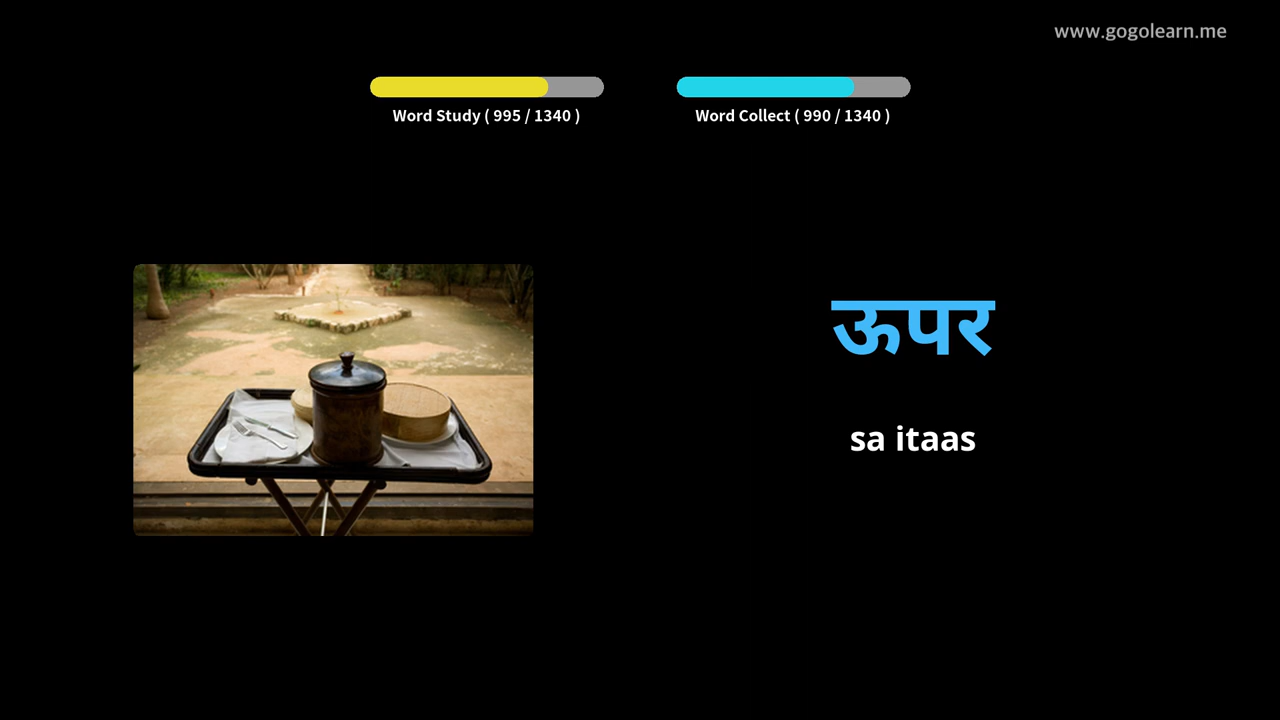 www.gogolearn.me
Word Study ( 995 / 1340 )
Word Collect ( 990 / 1340 )
ऊपर
sa itaas